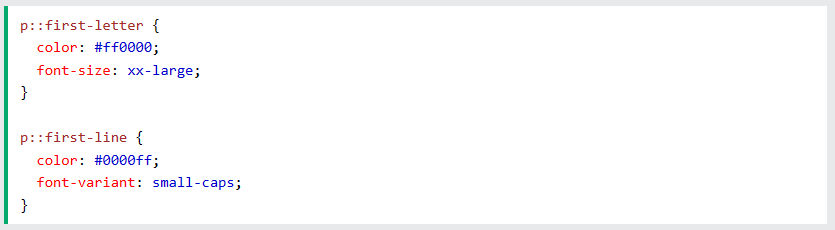 p::first-letter {
  color: #ff0000;
  font-size: xx-large;
}

p::first-line {
  color: #0000ff;
  font-variant: small-caps;
}